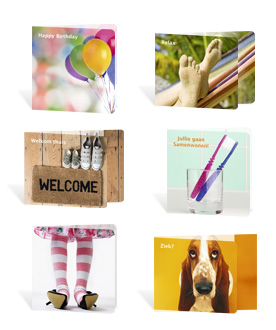 Happy Birthday
Relax
Welkom thuis
WELCOME
Jullie gaan
Samenwonen!
Ziek?